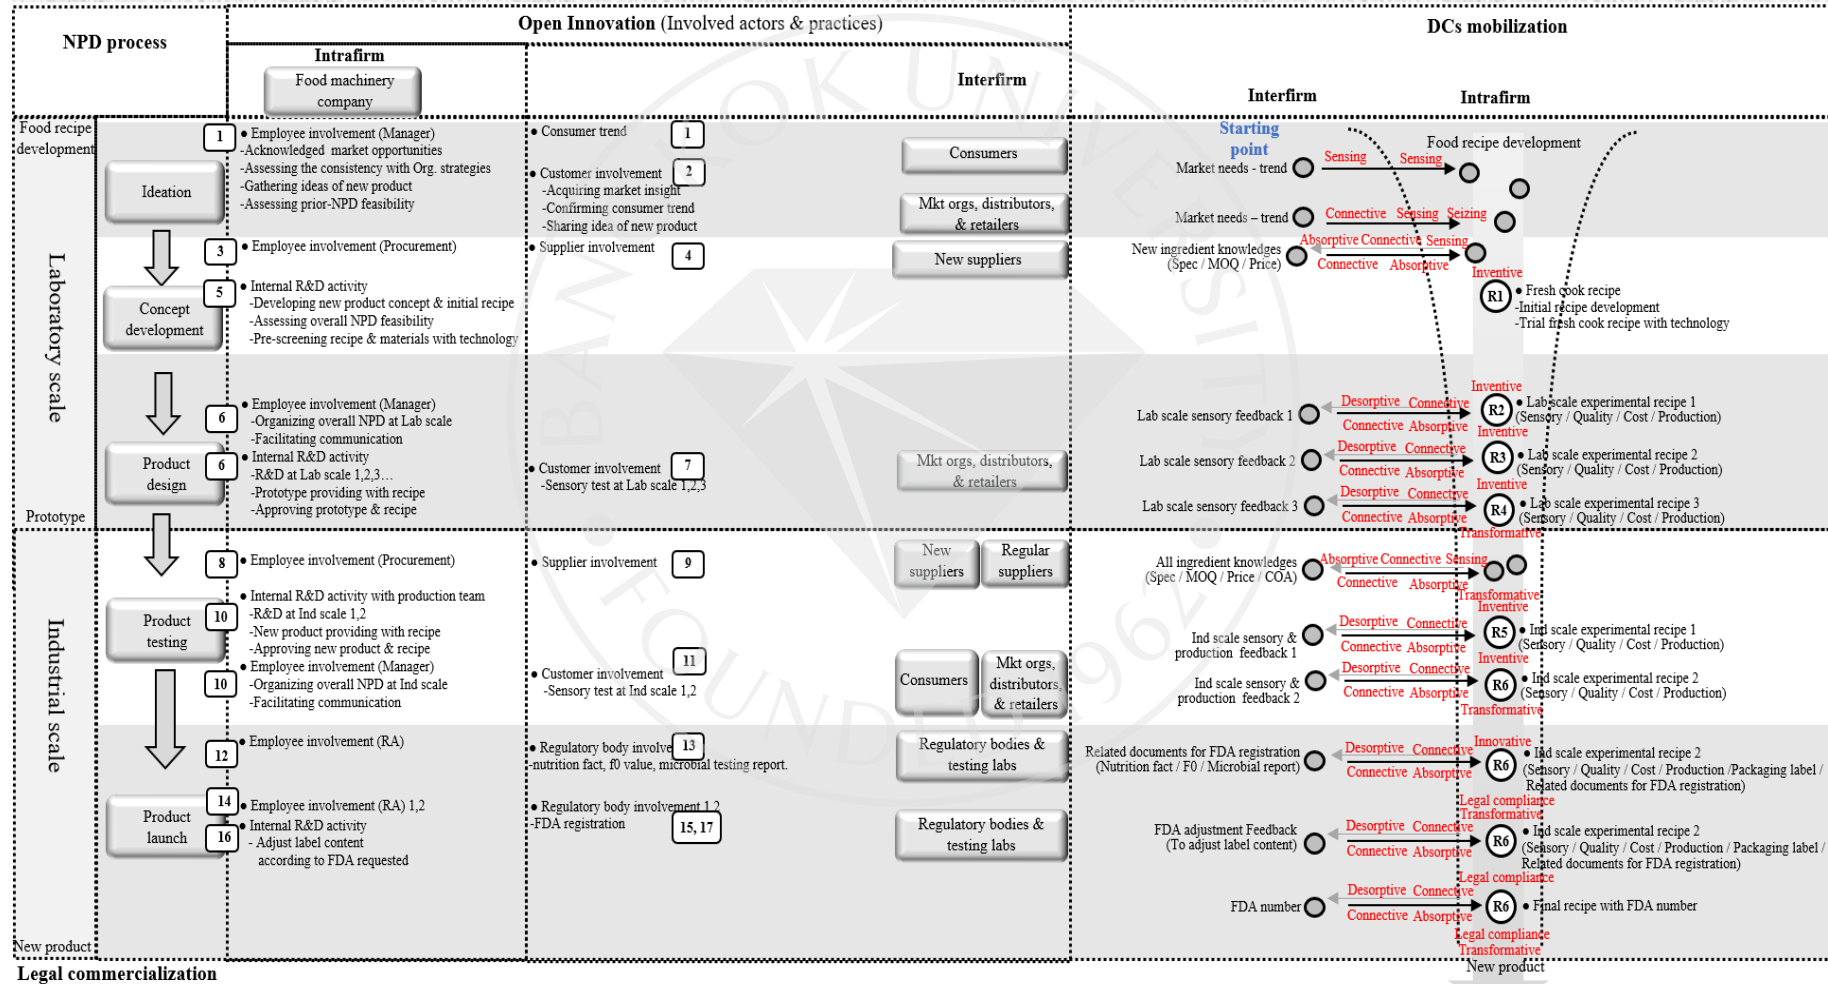 NPD process
Open Innovation (Involved actors & practices)
DCs mobilization
Intrafirm
Food machinery
company
Interfirm
Interfirm
Intrafirm
Food recipe
development
Laboratory scale
Prototype
Industrial scale
New product
Legal commercialization
Ideation
Concept
development
Product
design
Product
testing
Product
launch
1
● Employee involvement (Manager)
-Acknowledged market opportunities
-Assessing the consistency with Org. strategies
-Gathering ideas of new product
-Assessing prior-NPD feasibility
3
● Employee involvement (Procurement)
5
● Internal R&D activity
-Developing new product concept & initial recipe
-Assessing overall NPD feasibility
-Pre-screening recipe & materials with technology
6
● Employee involvement (Manager)
-Organizing overall NPD at Lab scale
-Facilitating communication
6
● Internal R&D activity
-R&D at Lab scale 1,2,3…
-Prototype providing with recipe
-Approving prototype & recipe
8
● Employee involvement (Procurement)
10
● Internal R&D activity with production team
-R&D at Ind scale 1,2
-New product providing with recipe
-Approving new product & recipe
10
● Employee involvement (Manager)
-Organizing overall NPD at Ind scale
-Facilitating communication
12
● Employee involvement (RA)
14
● Employee involvement (RA) 1,2
16
● Internal R&D activity
- Adjust label content
according to FDA requested
● Consumer trend
1
● Customer involvement
2
-Acquiring market insight
-Confirming consumer trend
-Sharing idea of new product
● Supplier involvement
4
● Customer involvement
7
-Sensory test at Lab scale 1,2,3
● Supplier involvement
9
● Customer involvement
11
-Sensory test at Ind scale 1,2
● Regulatory body involve
13
-nutrition fact, f0 value, microbial testing report.
● Regulatory body involvement 1,2
-FDA registration
15, 17
Consumers
Mkt orgs, distributors,
& retailers
New suppliers
Mkt orgs, distributors,
& retailers
New
suppliers
Regular
suppliers
Consumers
Mkt orgs,
distributors,
& retailers
Regulatory bodies &
testing labs
Regulatory bodies &
testing labs
Starting
point
Food recipe development
Market needs - trend
Sensing Sensing
Market needs – trend
Connective Sensing Seizing
New ingredient knowledges
(Spec / MOQ / Price)
Absorptive Connective Sensing
Connective Absorptive
Inventive
R1
● Fresh cook recipe
-Initial recipe development
-Trial fresh cook recipe with technology
Lab scale sensory feedback 1
Desorptive Connective
Connective Absorptive
Inventive
R2
● Lab scale experimental recipe 1
(Sensory / Quality / Cost / Production)
Lab scale sensory feedback 2
Desorptive Connective
Connective Absorptive
Inventive
R3
● Lab scale experimental recipe 2
(Sensory / Quality / Cost / Production)
Lab scale sensory feedback 3
Desorptive Connective
Connective Absorptive
Inventive
R4
● Lab scale experimental recipe 3
(Sensory / Quality / Cost / Production)
Transformative
All ingredient knowledges
(Spec / MOQ / Price / COA)
Absorptive Connective Sensing
Connective Absorptive
Transformative
Ind scale sensory &
production feedback 1
Desorptive Connective
Connective Absorptive
Inventive
R5
● Ind scale experimental recipe 1
(Sensory / Quality / Cost / Production)
Ind scale sensory &
production feedback 2
Desorptive Connective
Connective Absorptive
Inventive
R6
● Ind scale experimental recipe 2
(Sensory / Quality / Cost / Production)
Transformative
Related documents for FDA registration
(Nutrition fact / F0 / Microbial report)
Desorptive Connective
Connective Absorptive
Innovative
R6
● Ind scale experimental recipe 2
(Sensory / Quality / Cost / Production /Packaging label /
Related documents for FDA registration)
Legal compliance
Transformative
FDA adjustment Feedback
(To adjust label content)
Desorptive Connective
Connective Absorptive
R6
● Ind scale experimental recipe 2
(Sensory / Quality / Cost / Production / Packaging label /
Related documents for FDA registration)
Legal compliance
FDA number
Desorptive Connective
Connective Absorptive
R6
● Final recipe with FDA number
Legal compliance
Transformative
New product
BANGKOK UNIVERSITY
FOUNDED 1962